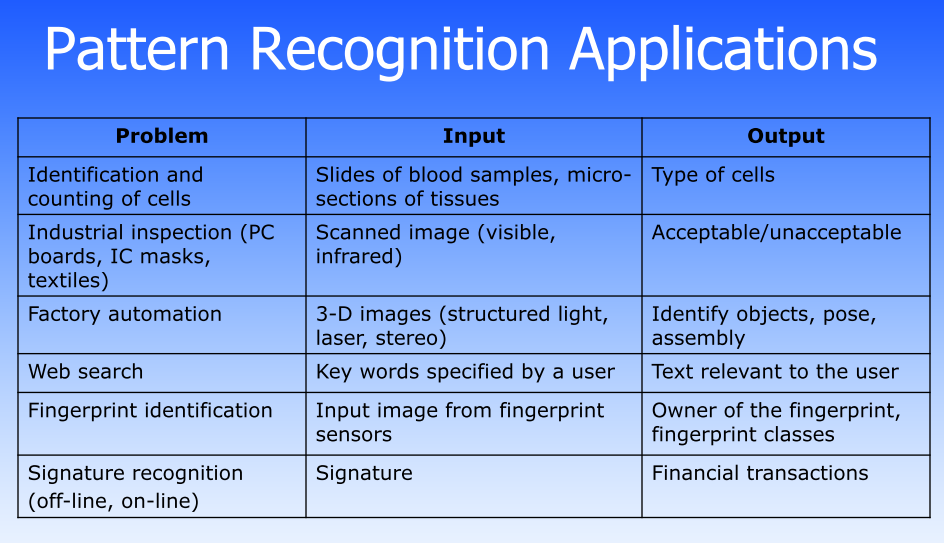 Pattern Recognition Applications
Problem
Input
Output
Identification and
counting of cells
Slides of blood samples, micro-
sections of tissues
Type of cells
Industrial inspection (PC
boards, IC masks,
textiles)
Scanned image (visible,
infrared)
Acceptable/unacceptable
Factory automation
3-D images (structured light,
laser, stereo)
Identify objects, pose,
assembly
Web search
Key words specified by a user
Text relevant to the user
Fingerprint identification
Input image from fingerprint
sensors
Owner of the fingerprint,
fingerprint classes
Signature recognition
(off-line, on-line)
Signature
Financial transactions